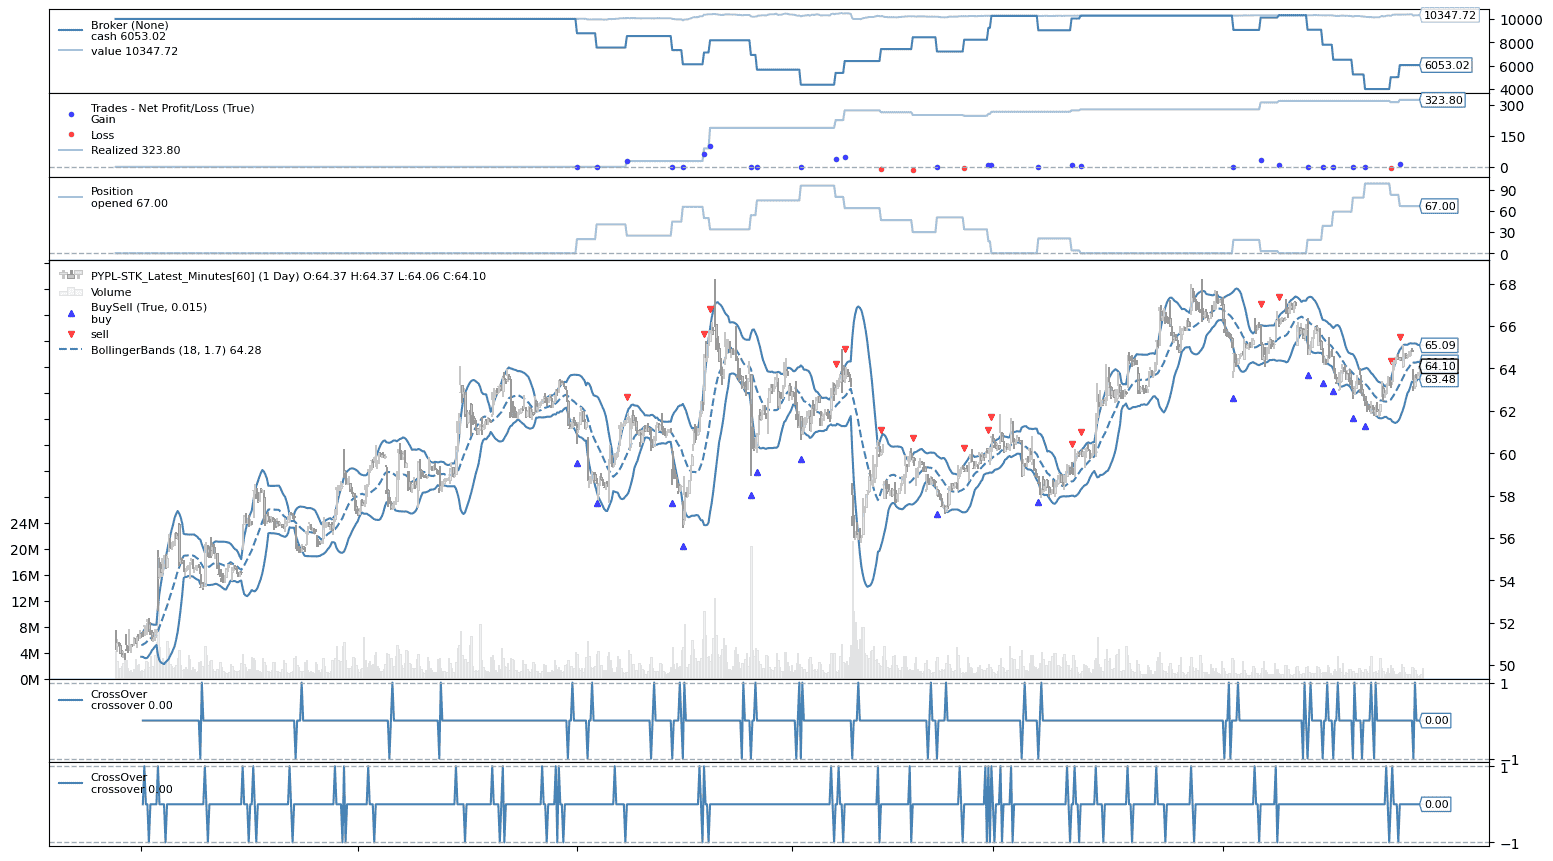 Broker (None)
cash 6053.02
value 10347.72
10347.72
6053.02
10000
8000
6000
4000
Trades - Net Profit/Loss (True)
Gain
Loss
Realized 323.80
323.80
300
150
0
Position
opened 67.00
67.00
90
60
30
0
PYPL-STK_Latest_Minutes[60] (1 Day) O:64.37 H:64.37 L:64.06 C:64.10
Volume
BuySell (True, 0.015)
buy
sell
BollingerBands (18, 1.7) 64.28
65.09
64.10
63.48
68
66
64
62
60
58
56
54
52
50
24M
20M
16M
12M
8M
4M
0M
CrossOver
crossover 0.00
0.00
1
−1
CrossOver
crossover 0.00
0.00
1
−1